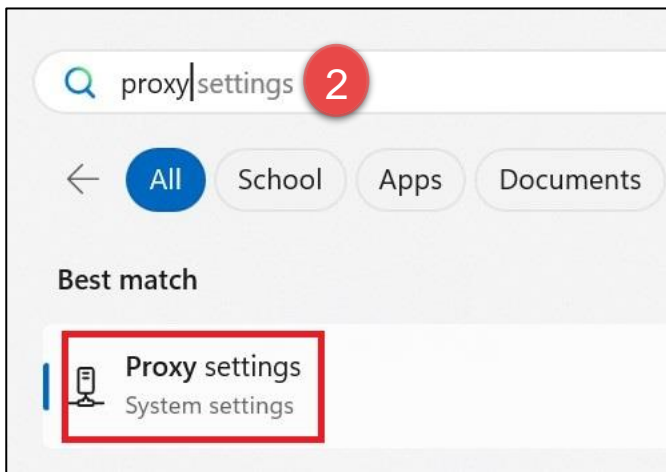 proxy settings 2
All School Apps Documents
Best match
Proxy settings
System settings